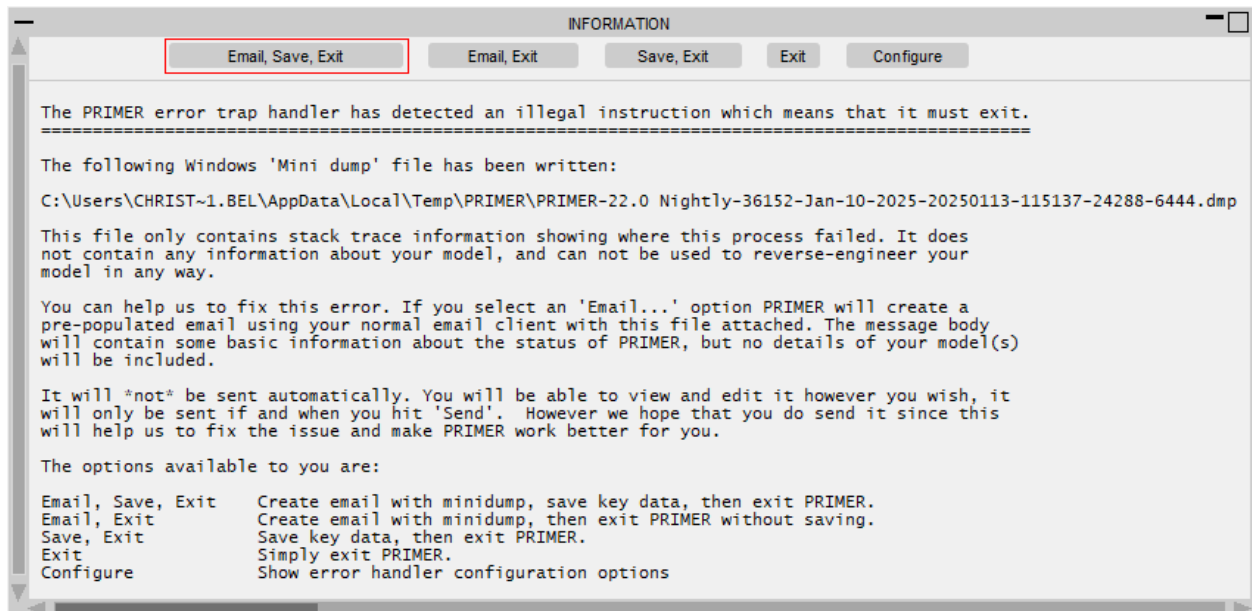 INFORMATION
Email, Save, Exit Email, Exit Save, Exit Exit Configure
The PRIMER error trap handler has detected an illegal instruction which means that it must exit.
================================================================================================
The following Windows 'Mini dump' file has been written:
C:\Users\CHRIST~1.BEL\AppData\Local\Temp\PRIMER\PRIMER-22.0 Nightly-36152-Jan-10-2025-20250113-115137-24288-6444.dmp
This file only contains stack trace information showing where this process failed. It does
not contain any information about your model, and can not be used to reverse-engineer your
model in any way.
You can help us to fix this error. If you select an 'Email...' option PRIMER will create a
pre-populated email using your normal email client with this file attached. The message body
will contain some basic information about the status of PRIMER, but no details of your model(s)
will be included.
It will *not* be sent automatically. You will be able to view and edit it however you wish, it
will only be sent if and when you hit 'Send'.  However we hope that you do send it since this
will help us to fix the issue and make PRIMER work better for you.
The options available to you are:
Email, Save, Exit    Create email with minidump, save key data, then exit PRIMER.
Email, Exit          Create email with minidump, then exit PRIMER without saving.
Save, Exit           Save key data, then exit PRIMER.
Exit                 Simply exit PRIMER.
Configure            Show error handler configuration options